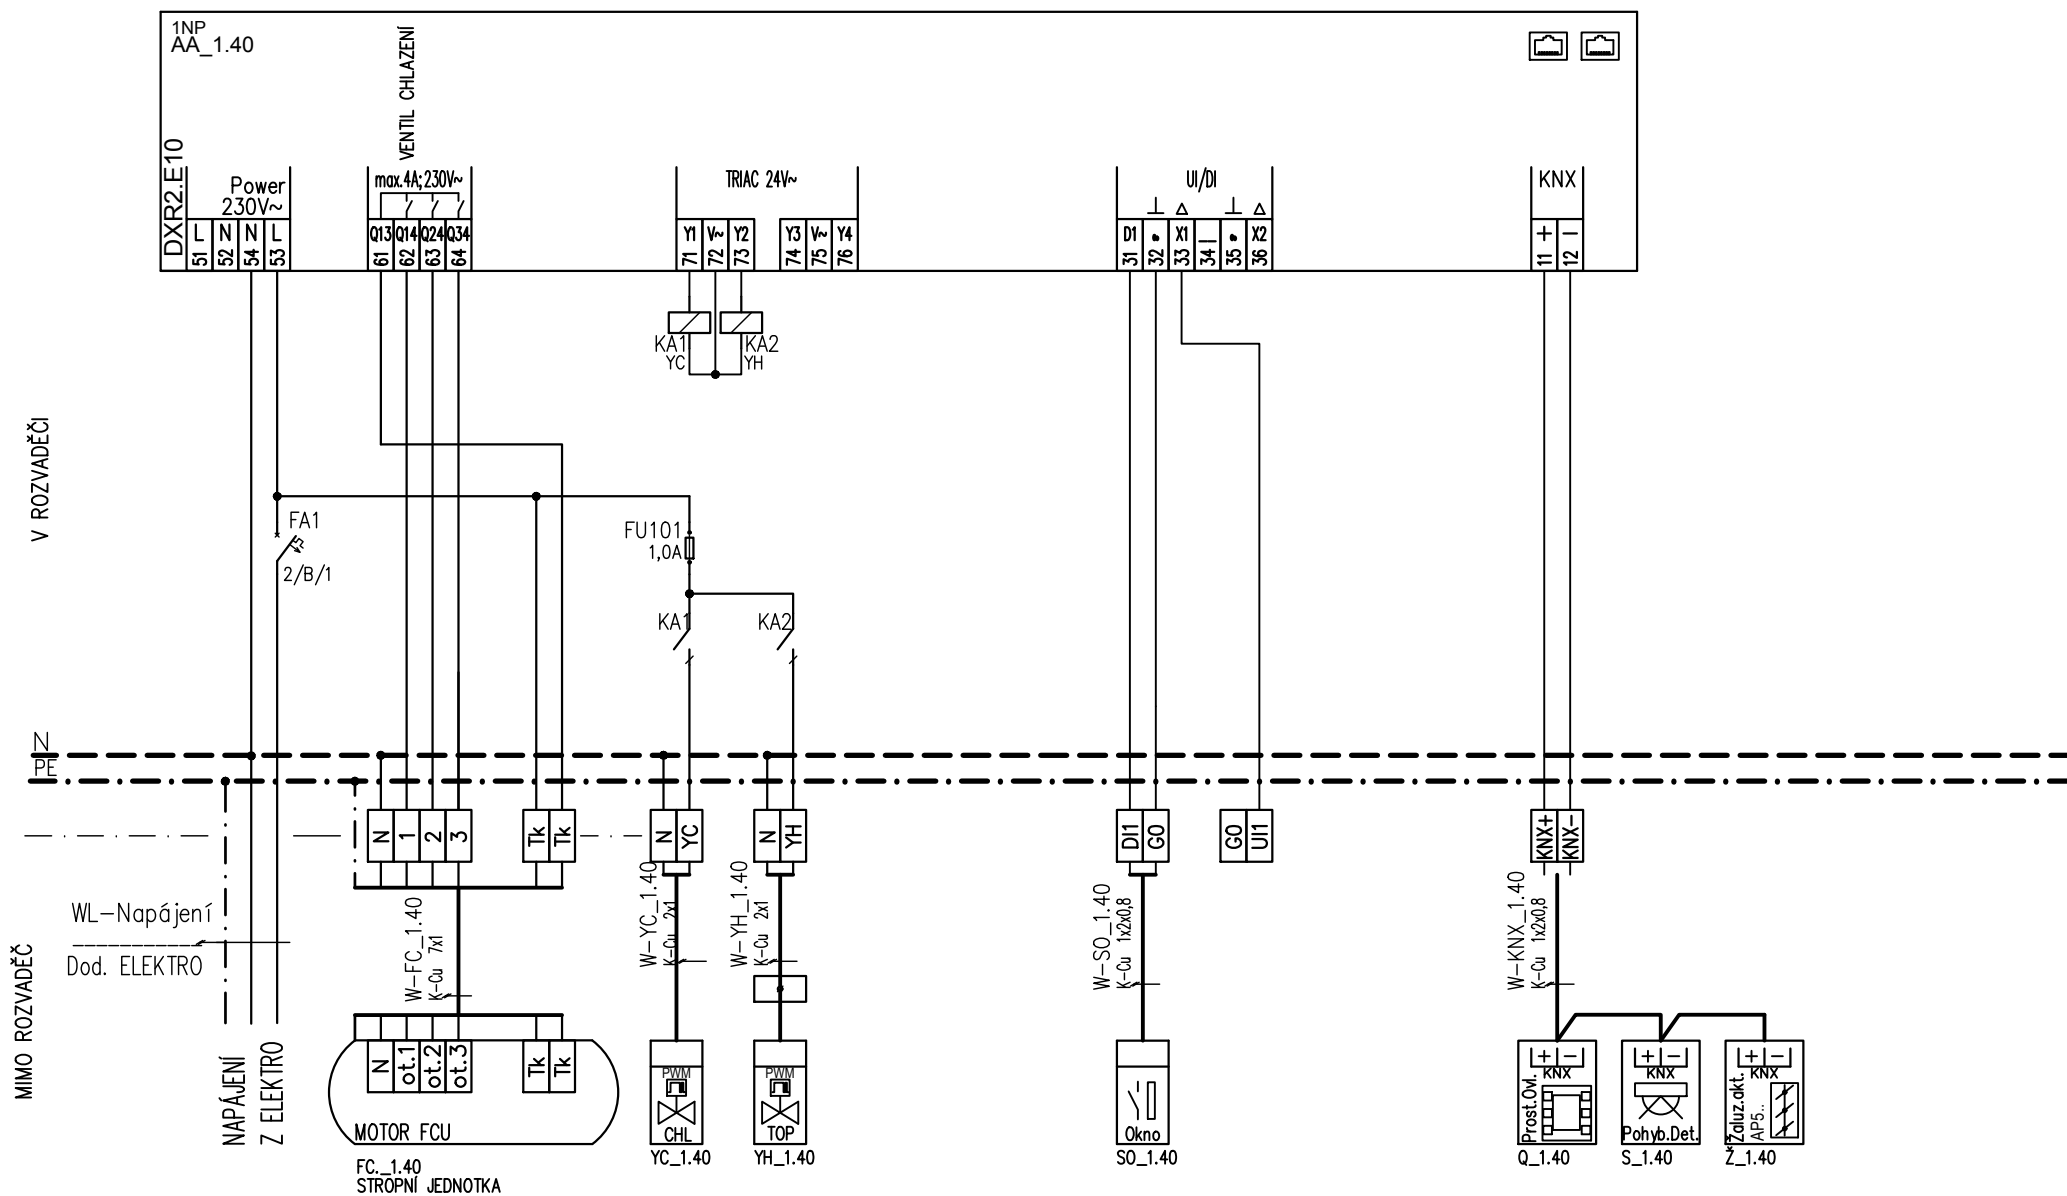 1NP
AA_1.40
VENTIL CHLAZENÍ
DXR2.E10
Power
230V~
max.4A;230V~
TRIAC 24V~
UI/DI
KNX
L N N L
51 52 54 53
Q13 Q14 Q24 Q34
61 62 63 64
Y1 V~ Y2
71 72 73
Y3 V~ Y4
74 75 76
D1 X1 X2
31 32 33 34 35 36
+ −
11 12
KA1
YC
KA2
YH
V ROZVADĚČI
FA1
2/B/1
FU101
1,0A
KA1
KA2
N
PE
N 1 2 3
Tk Tk
N YC
N YH
DI1 GO
GO UI1
KNX+ KNX-
WL-Napájení
Dod. ELEKTRO
MIMO ROZVADĚČ
NAPÁJENÍ
Z ELEKTRO
W-FC_1.40
K-Cu 7x1
W-YC_1.40
K-Cu 2x1
W-YH_1.40
K-Cu 2x1
W-SO_1.40
K-Cu 1x2x0,8
W-KNX_1.40
K-Cu 1x2x0,8
N ot.1 ot.2 ot.3
Tk Tk
MOTOR FCU
FC._1.40
STROPNÍ JEDNOTKA
PWM
CHL
YC_1.40
PWM
TOP
YH_1.40
Okno
SO_1.40
+ −
KNX
Prost.Ovl.
Q_1.40
+ −
KNX
Pohyb.Det.
S_1.40
+ −
KNX
Žaluz.akt.
AP5..
Ž_1.40